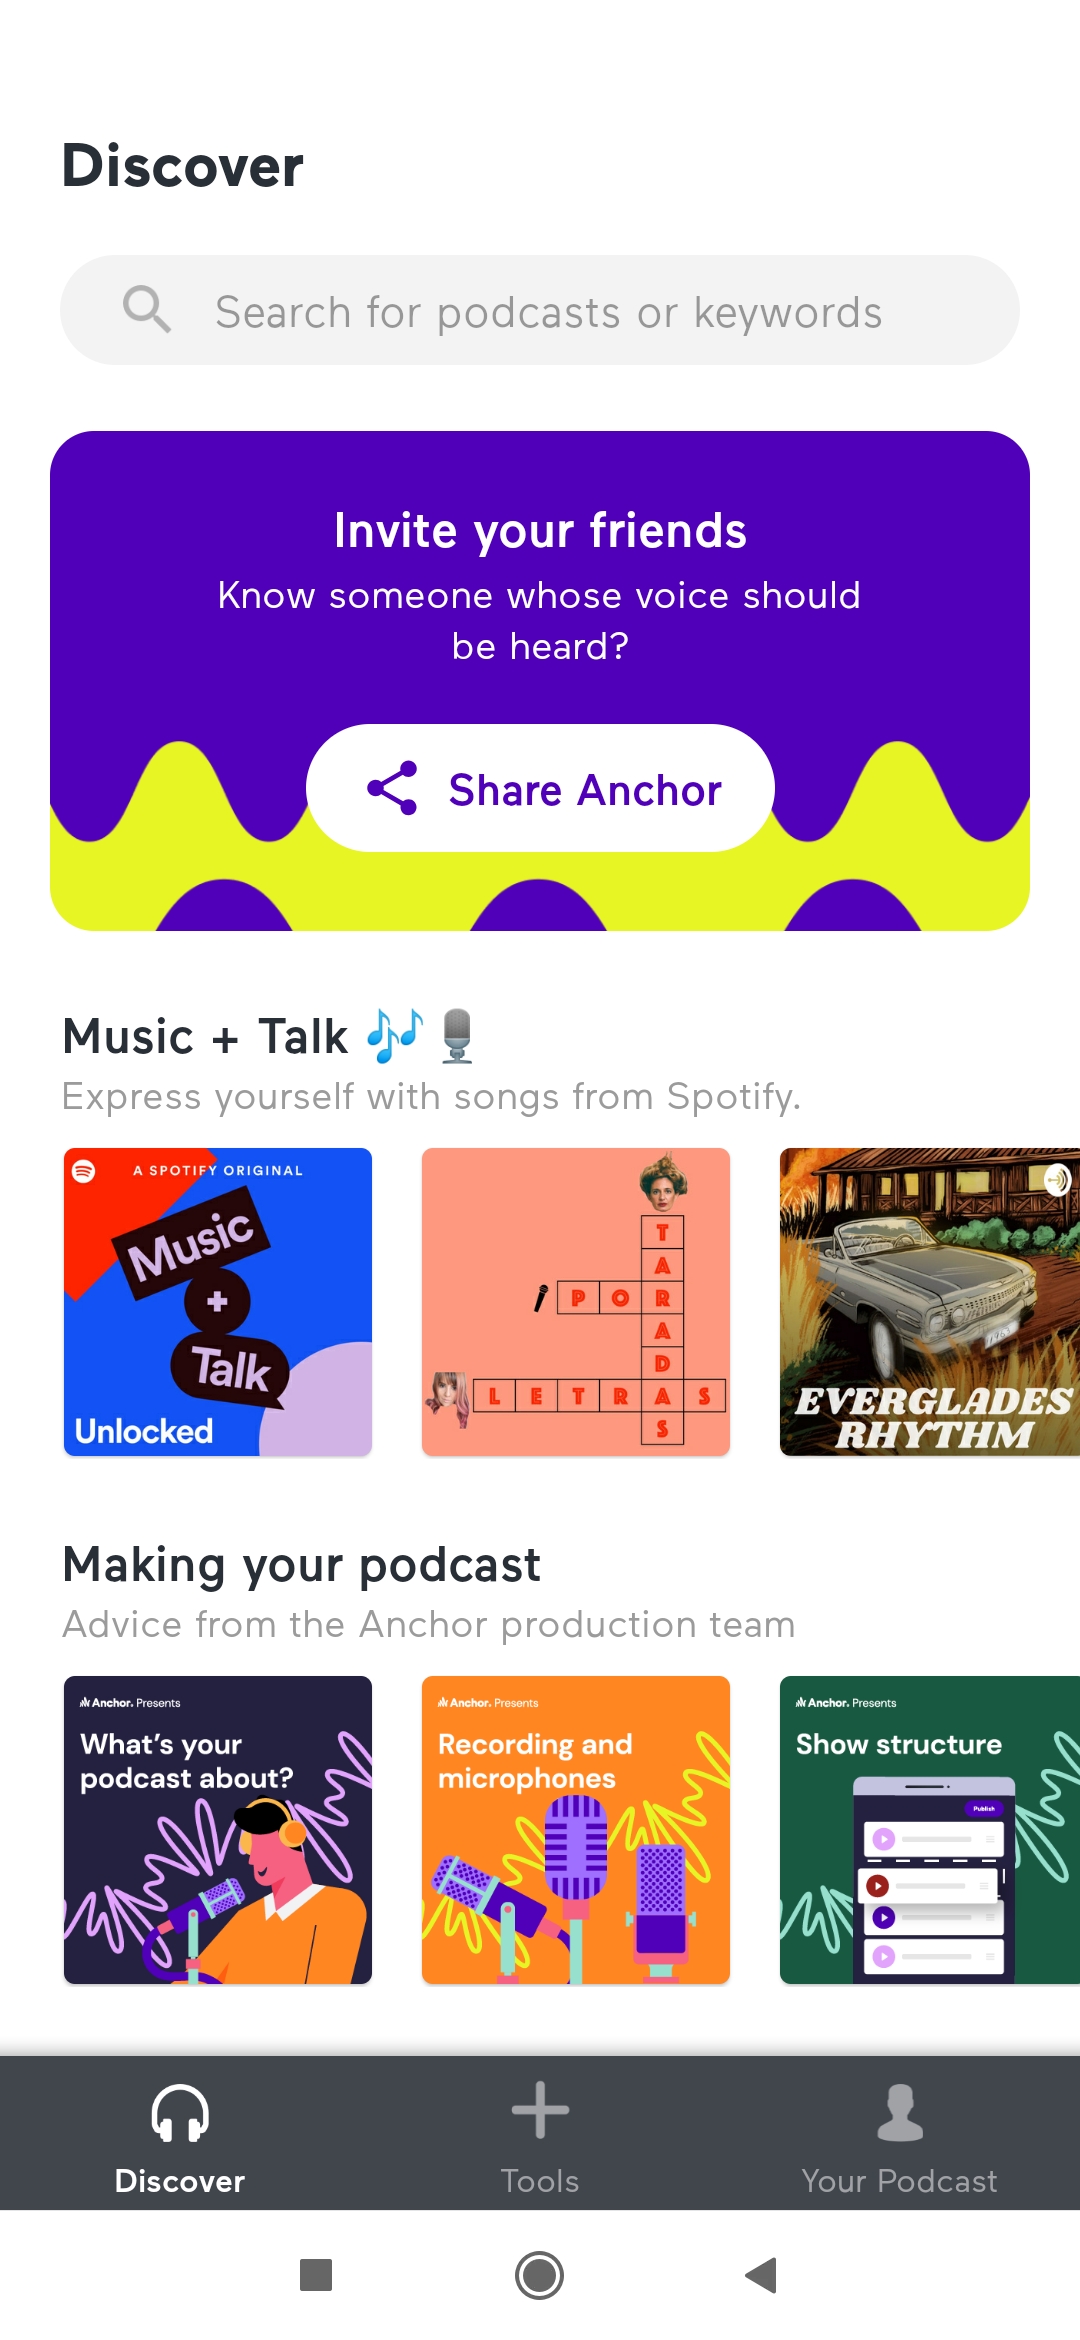 Discover
Search for podcasts or keywords
Invite your friends
Know someone whose voice should
be heard?
Share Anchor
Music + Talk 🎶🎙️
Express yourself with songs from Spotify.
A SPOTIFY ORIGINAL
Music
+
Talk
Unlocked
TARADAS
POR
LETRAS
EVERGLADES
RHYTHM
Making your podcast
Advice from the Anchor production team
Anchor. Presents
What's your
podcast about?
Anchor. Presents
Recording and
microphones
Anchor. Presents
Show structure
Publish
Discover
Tools
Your Podcast